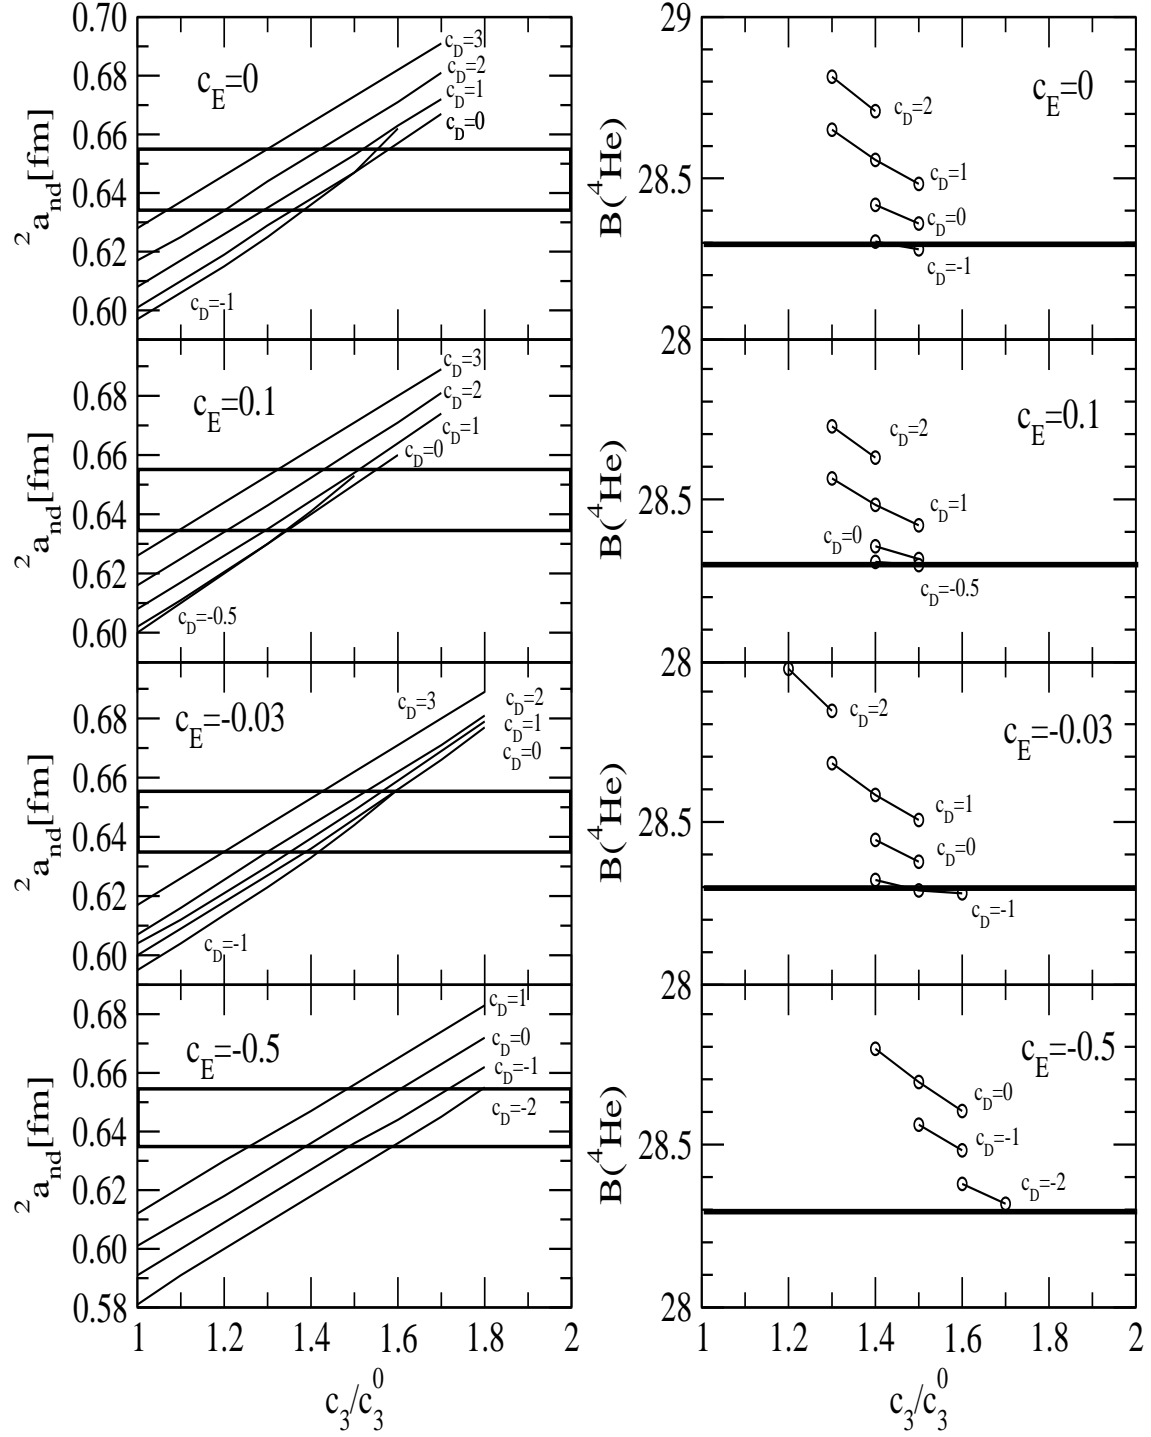 0.70
0.68
0.66
0.64
0.62
0.60
²a_nd[fm]
c_E=0
c_D=3
c_D=2
c_D=1
c_D=0
c_D=-1
29
28.5
28
B(⁴He)
c_E=0
c_D=2
c_D=1
c_D=0
c_D=-1
0.68
0.66
0.64
0.62
0.60
²a_nd[fm]
c_E=0.1
c_D=3
c_D=2
c_D=1
c_D=0
c_D=-0.5
28.5
28
B(⁴He)
c_E=0.1
c_D=2
c_D=1
c_D=0
c_D=-0.5
0.68
0.66
0.64
0.62
0.60
²a_nd[fm]
c_E=-0.03
c_D=3
c_D=2
c_D=1
c_D=0
c_D=-1
28.5
28
B(⁴He)
c_E=-0.03
c_D=2
c_D=1
c_D=0
c_D=-1
0.68
0.66
0.64
0.62
0.60
0.58
²a_nd[fm]
c_E=-0.5
c_D=1
c_D=0
c_D=-1
c_D=-2
1 1.2 1.4 1.6 1.8 2
c_3/c_3^0
28.5
28
B(⁴He)
c_E=-0.5
c_D=0
c_D=-1
c_D=-2
1 1.2 1.4 1.6 1.8 2
c_3/c_3^0